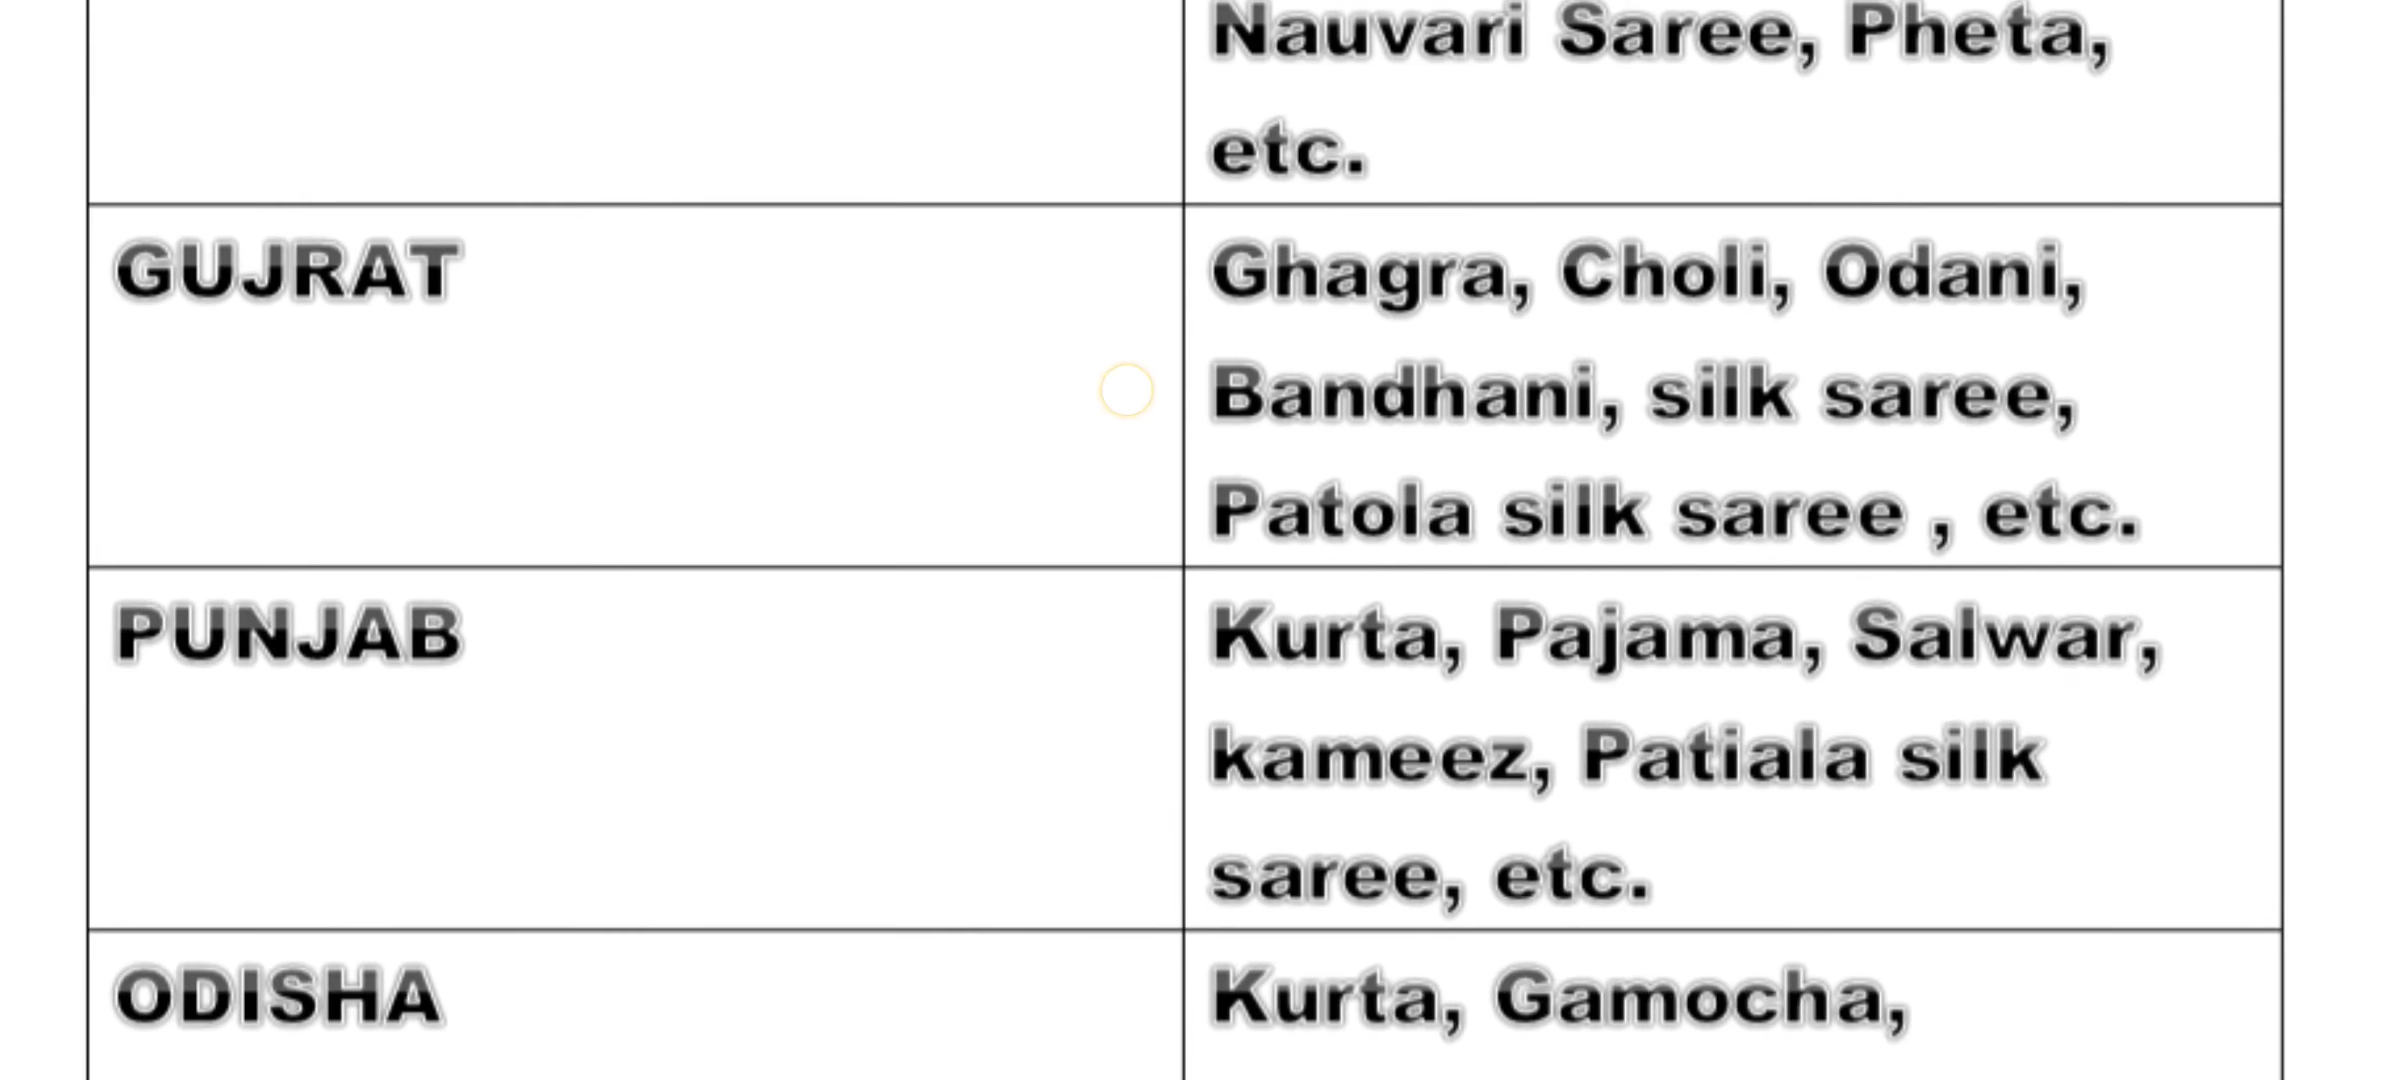 Nauvari Saree, Pheta,
etc.
GUJRAT
Ghagra, Choli, Odani,
Bandhani, silk saree,
Patola silk saree , etc.
PUNJAB
Kurta, Pajama, Salwar,
kameez, Patiala silk
saree, etc.
ODISHA
Kurta, Gamocha,